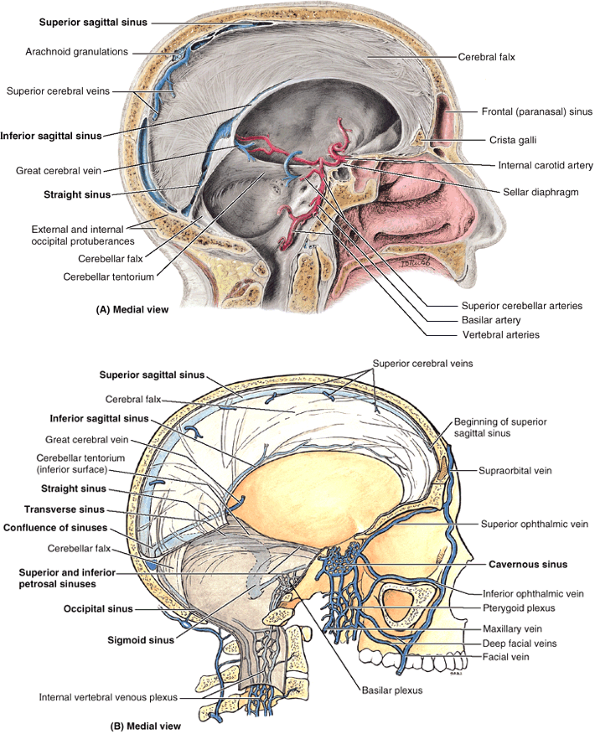 Superior sagittal sinus
Arachnoid granulations
Superior cerebral veins
Inferior sagittal sinus
Great cerebral vein
Straight sinus
External and internal
occipital protuberances
Cerebellar falx
Cerebellar tentorium
(A) Medial view
Cerebral falx
Frontal (paranasal) sinus
Crista galli
Internal carotid artery
Sellar diaphragm
Superior cerebellar arteries
Basilar artery
Vertebral arteries
Superior cerebral veins
Superior sagittal sinus
Cerebral falx
Inferior sagittal sinus
Great cerebral vein
Cerebellar tentorium
(inferior surface)
Straight sinus
Transverse sinus
Confluence of sinuses
Cerebellar falx
Superior and inferior
petrosal sinuses
Occipital sinus
Sigmoid sinus
Internal vertebral venous plexus
(B) Medial view
Beginning of superior
sagittal sinus
Supraorbital vein
Superior ophthalmic vein
Cavernous sinus
Inferior ophthalmic vein
Pterygoid plexus
Maxillary vein
Deep facial veins
Facial vein
Basilar plexus